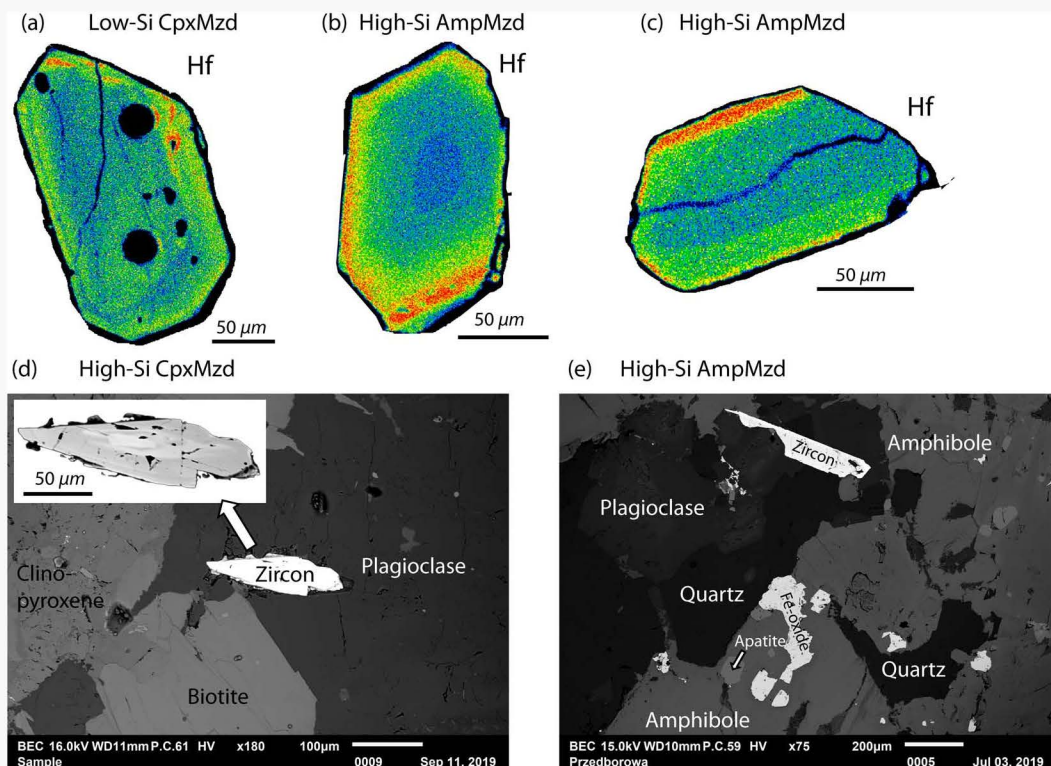 (a) Low-Si CpxMzd
(b) High-Si AmpMzd
(c) High-Si AmpMzd
Hf
Hf
Hf
50 µm
50 µm
50 µm
(d) High-Si CpxMzd
(e) High-Si AmpMzd
50 µm
Clino-
pyroxene
Zircon
Plagioclase
Biotite
BEC 16.0kV WD11mm P.C.61 HV x180 100µm
Sample 0009 Sep 11, 2019
Zircon
Amphibole
Plagioclase
Quartz
Fe-oxide
Apatite
Quartz
Amphibole
BEC 15.0kV WD10mm P.C.59 HV x75 200µm
Przedborowa 0005 Jul 03, 2019